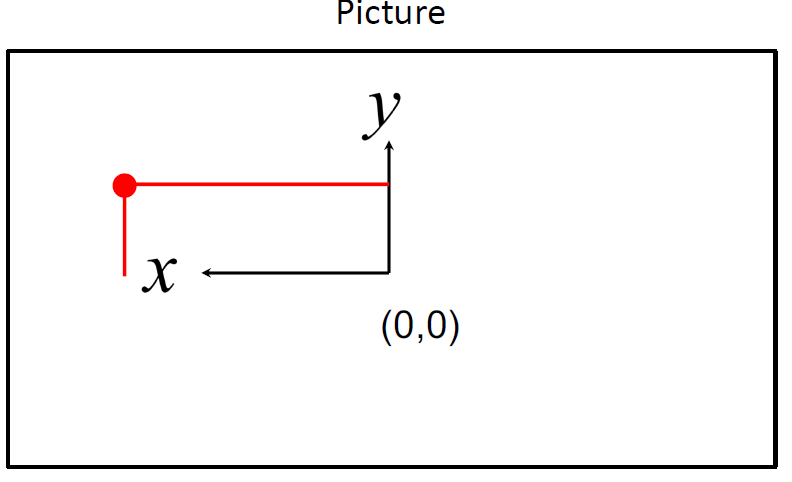 Picture
y
x
(0,0)